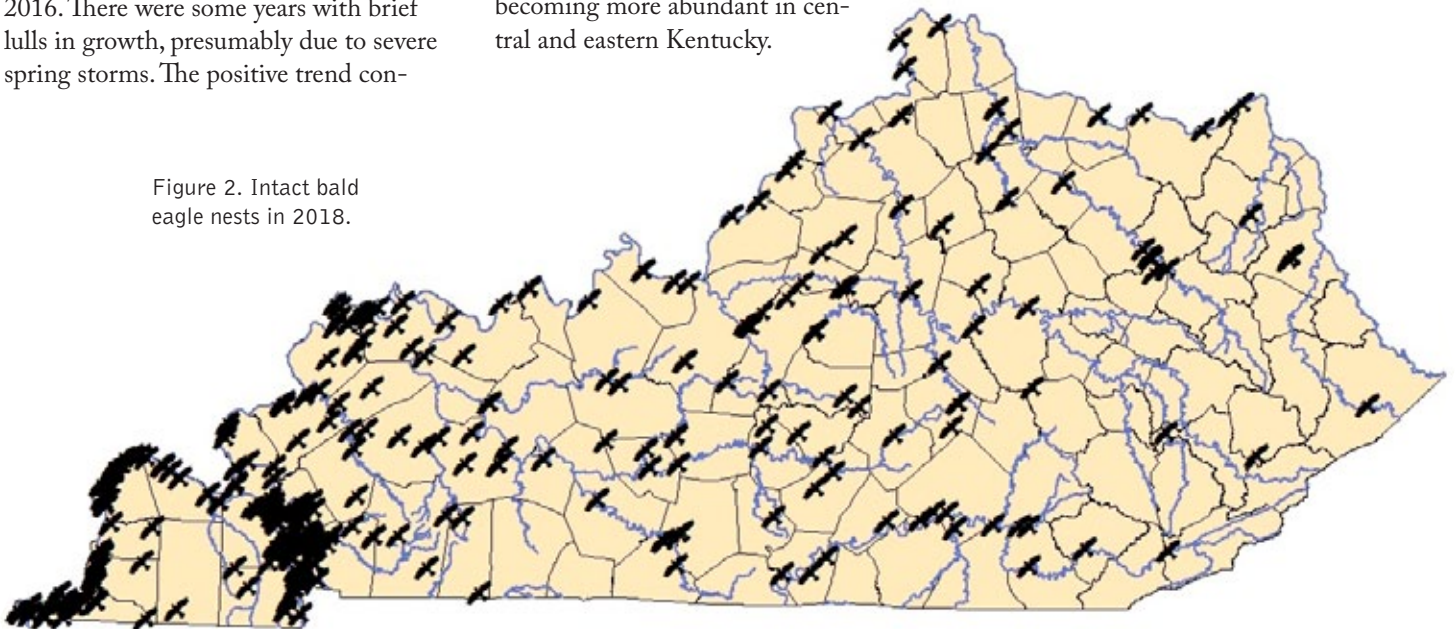 2016. There were some years with brief
lulls in growth, presumably due to severe
spring storms. The positive trend con-
becoming more abundant in cen-
tral and eastern Kentucky.
Figure 2. Intact bald
eagle nests in 2018.